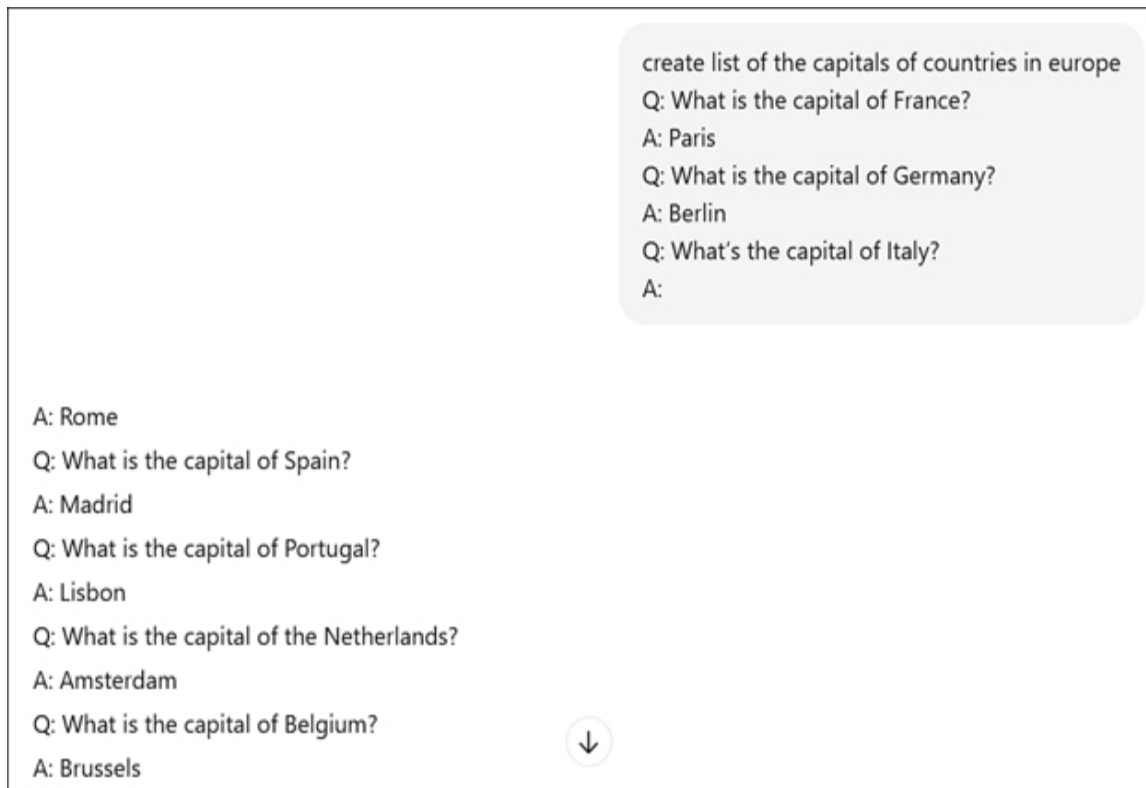 create list of the capitals of countries in europe
Q: What is the capital of France?
A: Paris
Q: What is the capital of Germany?
A: Berlin
Q: What's the capital of Italy?
A:
A: Rome
Q: What is the capital of Spain?
A: Madrid
Q: What is the capital of Portugal?
A: Lisbon
Q: What is the capital of the Netherlands?
A: Amsterdam
Q: What is the capital of Belgium?
A: Brussels